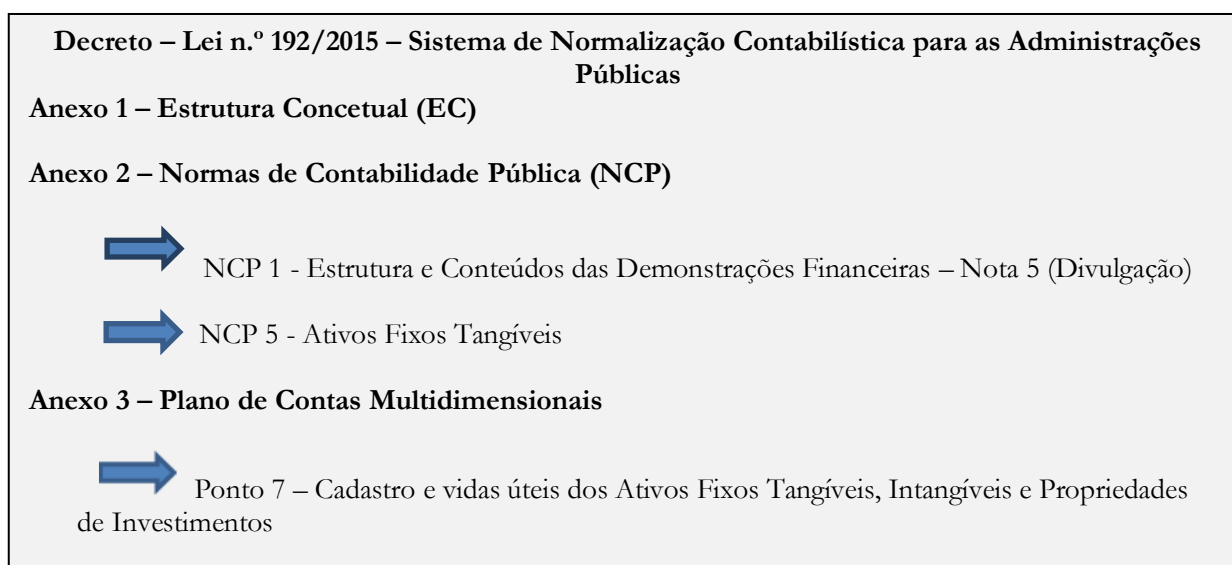 Decreto – Lei n.º 192/2015 – Sistema de Normalização Contabilística para as Administrações
Públicas
Anexo 1 – Estrutura Concetual (EC)
Anexo 2 – Normas de Contabilidade Pública (NCP)
NCP 1 - Estrutura e Conteúdos das Demonstrações Financeiras – Nota 5 (Divulgação)
NCP 5 - Ativos Fixos Tangíveis
Anexo 3 – Plano de Contas Multidimensionais
Ponto 7 – Cadastro e vidas úteis dos Ativos Fixos Tangíveis, Intangíveis e Propriedades
de Investimentos